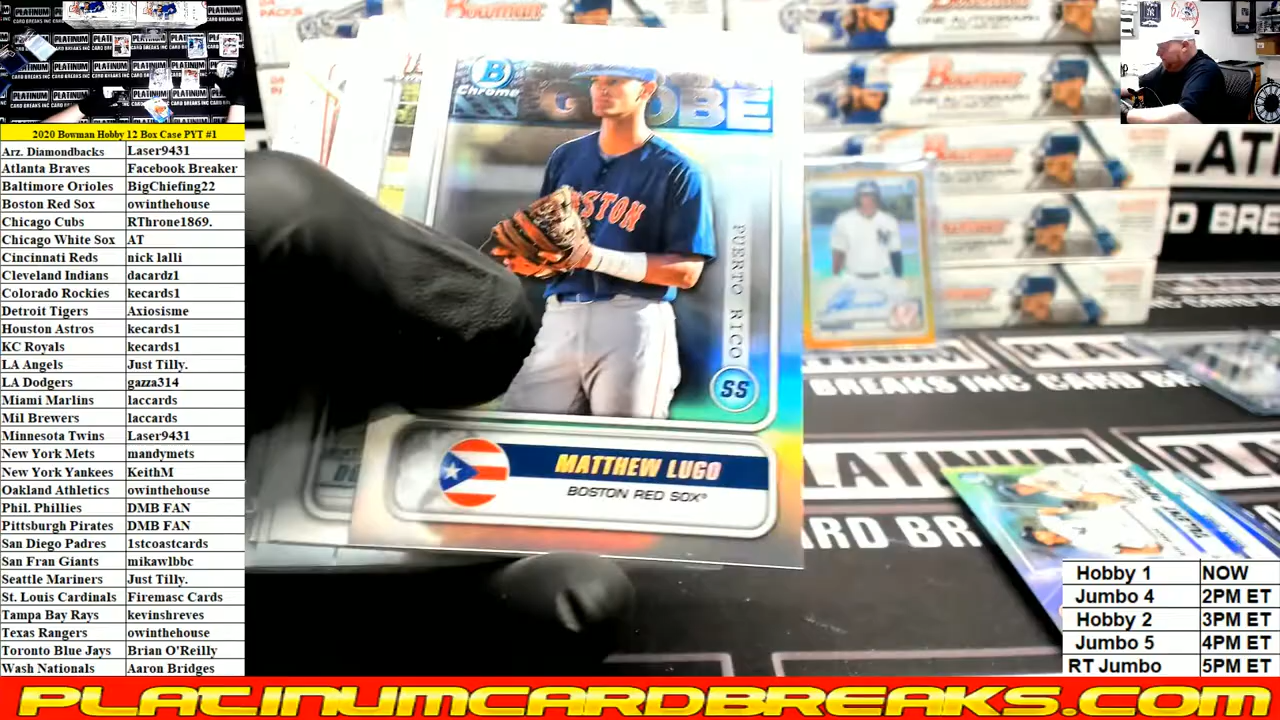 2020 Bowman Hobby 12 Box Case PYT #1
Arz. Diamondbacks Laser9431
Atlanta Braves Facebook Breaker
Baltimore Orioles BigChiefing22
Boston Red Sox owinthehouse
Chicago Cubs RThrone1869.
Chicago White Sox AT
Cincinnati Reds nick lalli
Cleveland Indians dacardz1
Colorado Rockies kecards1
Detroit Tigers Axiosisme
Houston Astros kecards1
KC Royals kecards1
LA Angels Just Tilly.
LA Dodgers gazza314
Miami Marlins laccards
Mil Brewers laccards
Minnesota Twins Laser9431
New York Mets mandymets
New York Yankees KeithM
Oakland Athletics owinthehouse
Phil. Phillies DMB FAN
Pittsburgh Pirates DMB FAN
San Diego Padres 1stcoastcards
San Fran Giants mikawlbbc
Seattle Mariners Just Tilly.
St. Louis Cardinals Firemasc Cards
Tampa Bay Rays kevinshreves
Texas Rangers owinthehouse
Toronto Blue Jays Brian O'Reilly
Wash Nationals Aaron Bridges
B
Chrome
BOSTON
PUERTO RICO
SS
MATTHEW LUGO
BOSTON RED SOX
Bowman
BREAKS INC CARD BREA
PLATINUM
Hobby 1 NOW
Jumbo 4 2PM ET
Hobby 2 3PM ET
Jumbo 5 4PM ET
RT Jumbo 5PM ET
PLATINUMCARDBREAKS.COM